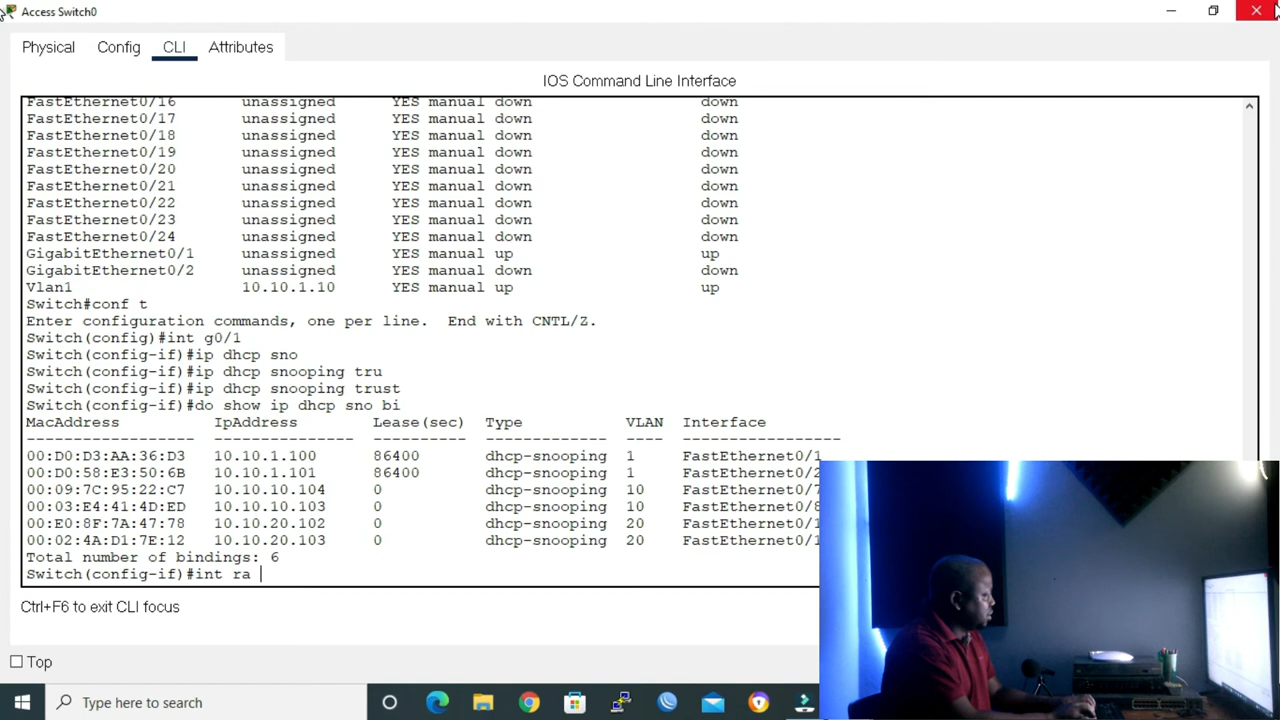 Access Switch0
Physical Config CLI Attributes
IOS Command Line Interface
FastEthernet0/16 unassigned YES manual down down
FastEthernet0/17 unassigned YES manual down down
FastEthernet0/18 unassigned YES manual down down
FastEthernet0/19 unassigned YES manual down down
FastEthernet0/20 unassigned YES manual down down
FastEthernet0/21 unassigned YES manual down down
FastEthernet0/22 unassigned YES manual down down
FastEthernet0/23 unassigned YES manual down down
FastEthernet0/24 unassigned YES manual down down
GigabitEthernet0/1 unassigned YES manual up up
GigabitEthernet0/2 unassigned YES manual down down
Vlan1 10.10.1.10 YES manual up up
Switch#conf t
Enter configuration commands, one per line. End with CNTL/Z.
Switch(config)#int g0/1
Switch(config-if)#ip dhcp sno
Switch(config-if)#ip dhcp snooping tru
Switch(config-if)#ip dhcp snooping trust
Switch(config-if)#do show ip dhcp sno bi
MacAddress IpAddress Lease(sec) Type VLAN Interface
------------------ --------------- ---------- ------------- ---- -----------------
00:D0:D3:AA:36:D3 10.10.1.100 86400 dhcp-snooping 1 FastEthernet0/1
00:D0:58:E3:50:6B 10.10.1.101 86400 dhcp-snooping 1 FastEthernet0/2
00:09:7C:95:22:C7 10.10.10.104 0 dhcp-snooping 10 FastEthernet0/7
00:03:E4:41:4D:ED 10.10.10.103 0 dhcp-snooping 10 FastEthernet0/8
00:E0:8F:7A:47:78 10.10.20.102 0 dhcp-snooping 20 FastEthernet0/1
00:02:4A:D1:7E:12 10.10.20.103 0 dhcp-snooping 20 FastEthernet0/1
Total number of bindings: 6
Switch(config-if)#int ra
Ctrl+F6 to exit CLI focus
Top
Type here to search